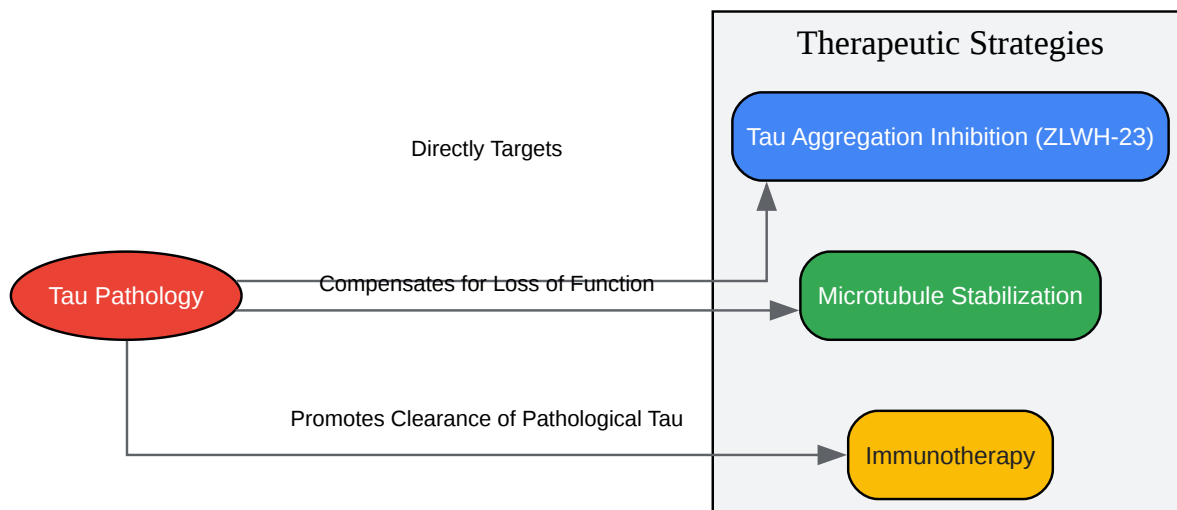 Therapeutic Strategies
Tau Aggregation Inhibition (ZLWH-23)
Directly Targets
Tau Pathology
Compensates for Loss of Function
Microtubule Stabilization
Promotes Clearance of Pathological Tau
Immunotherapy